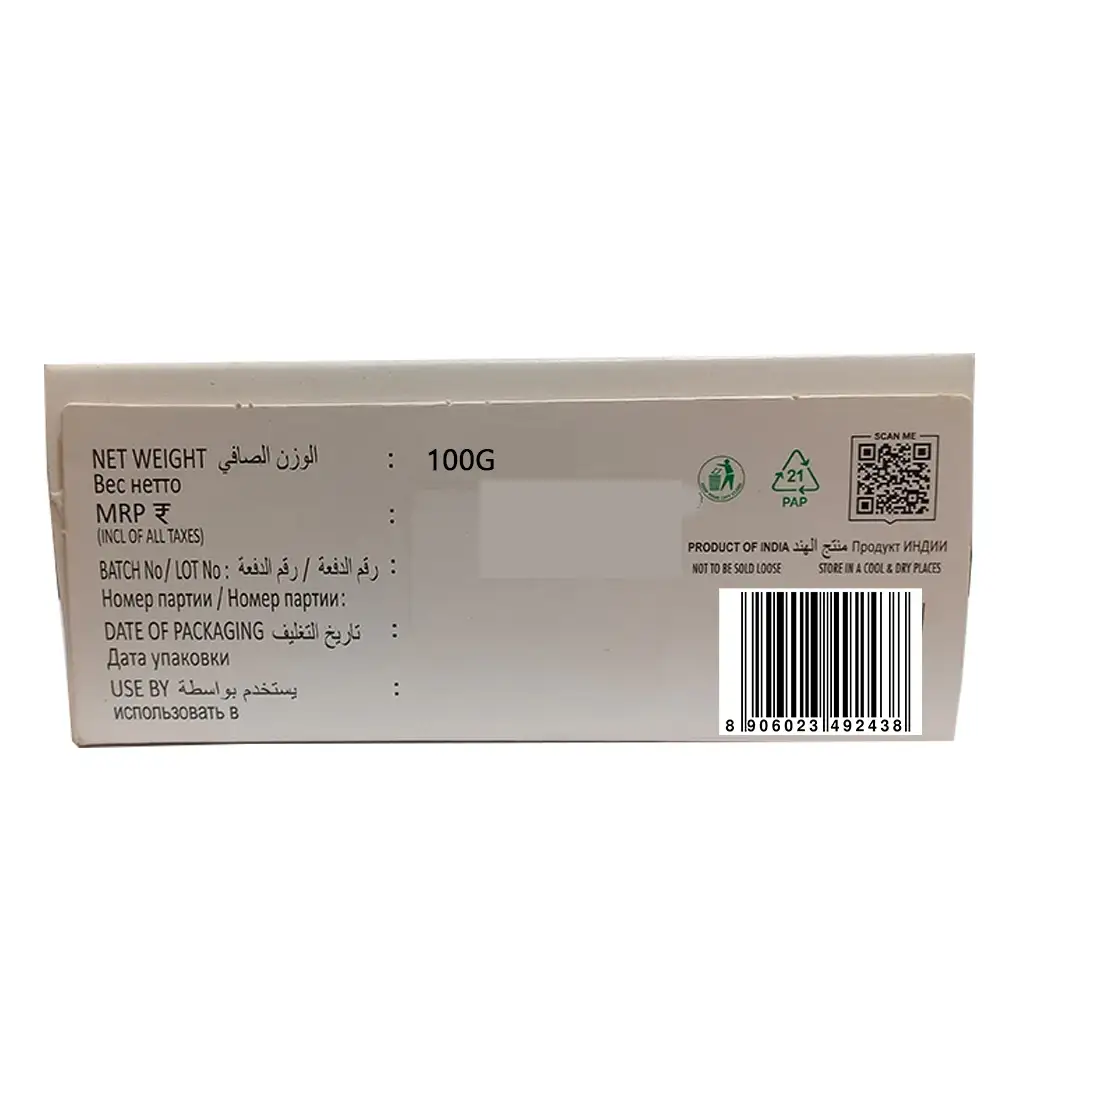 NET WEIGHT الوزن الصافي : 100G
Вес нетто
MRP ₹ :
(INCL OF ALL TAXES)
BATCH No/ LOT No : رقم الدفعة / رقم الدفعة :
Номер партии / Номер партии:
DATE OF PACKAGING تاريخ التغليف :
Дата упаковки
USE BY يستخدم بواسطة :
использовать в
SCAN ME
21
PAP
PRODUCT OF INDIA منتج الهند Продукт ИНДИИ
NOT TO BE SOLD LOOSE STORE IN A COOL & DRY PLACES
8 906023 492438